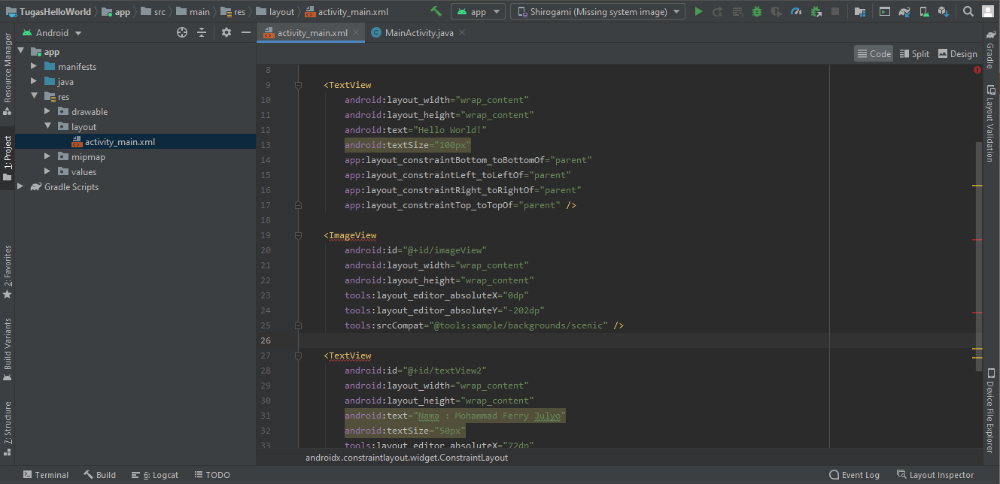 TugasHelloWorld app src main res layout activity_main.xml app Shirogami (Missing system image)
Android activity_main.xml MainActivity.java
Code Split Design
Resource Manager
1: Project
2: Favorites
Build Variants
7: Structure
app
manifests
java
res
drawable
layout
activity_main.xml
mipmap
values
Gradle Scripts
8
9 <TextView
10 android:layout_width="wrap_content"
11 android:layout_height="wrap_content"
12 android:text="Hello World!"
13 android:textSize="100px"
14 app:layout_constraintBottom_toBottomOf="parent"
15 app:layout_constraintLeft_toLeftOf="parent"
16 app:layout_constraintRight_toRightOf="parent"
17 app:layout_constraintTop_toTopOf="parent" />
18
19 <ImageView
20 android:id="@+id/imageView"
21 android:layout_width="wrap_content"
22 android:layout_height="wrap_content"
23 tools:layout_editor_absoluteX="0dp"
24 tools:layout_editor_absoluteY="-202dp"
25 tools:srcCompat="@tools:sample/backgrounds/scenic" />
26
27 <TextView
28 android:id="@+id/textView2"
29 android:layout_width="wrap_content"
30 android:layout_height="wrap_content"
31 android:text="Nama : Mohammad Ferry Julyo"
32 android:textSize="50px"
33 tools:layout_editor_absoluteX="72dp"
androidx.constraintlayout.widget.ConstraintLayout
Gradle
Layout Validation
Device File Explorer
Terminal Build 6: Logcat TODO Event Log Layout Inspector